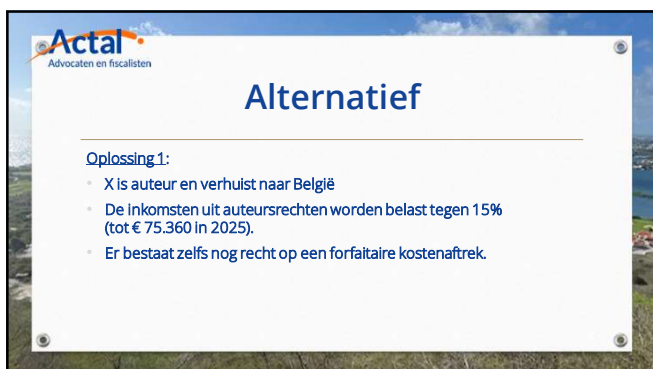 Actal
Advocaten en fiscalisten
Alternatief
Oplossing 1:
X is auteur en verhuist naar België
De inkomsten uit auteursrechten worden belast tegen 15%
(tot € 75.360 in 2025).
Er bestaat zelfs nog recht op een forfaitaire kostenaftrek.